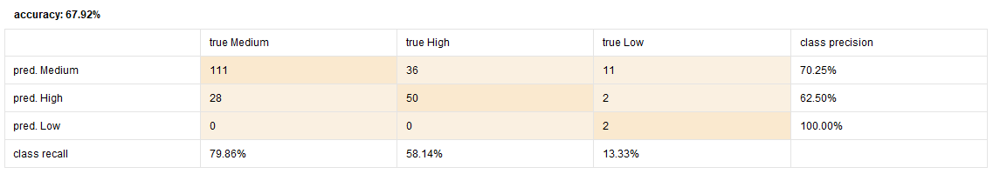 accuracy: 67.92%
true Medium true High true Low class precision
pred. Medium 111 36 11 70.25%
pred. High 28 50 2 62.50%
pred. Low 0 0 2 100.00%
class recall 79.86% 58.14% 13.33%